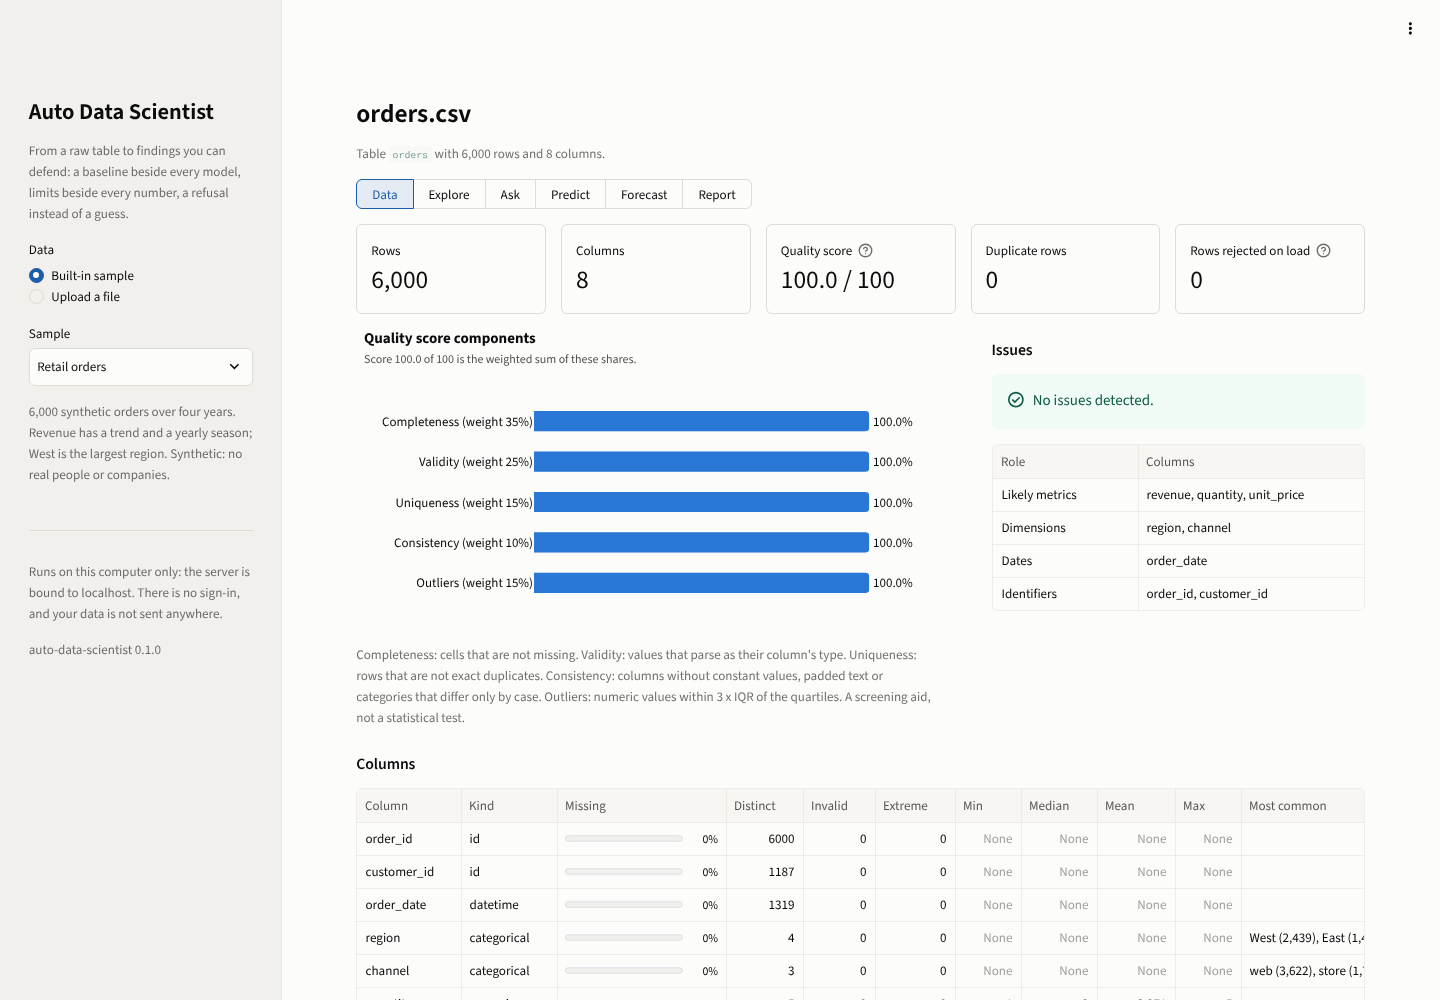 Auto Data Scientist
From a raw table to findings you can
defend: a baseline beside every model,
limits beside every number, a refusal
instead of a guess.
Data
Built-in sample
Upload a file
Sample
Retail orders
6,000 synthetic orders over four years.
Revenue has a trend and a yearly season;
West is the largest region. Synthetic: no
real people or companies.
Runs on this computer only: the server is
bound to localhost. There is no sign-in,
and your data is not sent anywhere.
auto-data-scientist 0.1.0
orders.csv
Table orders with 6,000 rows and 8 columns.
Data Explore Ask Predict Forecast Report
Rows
6,000
Columns
8
Quality score
100.0 / 100
Duplicate rows
0
Rows rejected on load
0
Quality score components
Score 100.0 of 100 is the weighted sum of these shares.
Completeness (weight 35%) 100.0%
Validity (weight 25%) 100.0%
Uniqueness (weight 15%) 100.0%
Consistency (weight 10%) 100.0%
Outliers (weight 15%) 100.0%
Completeness: cells that are not missing. Validity: values that parse as their column's type. Uniqueness:
rows that are not exact duplicates. Consistency: columns without constant values, padded text or
categories that differ only by case. Outliers: numeric values within 3 x IQR of the quartiles. A screening aid,
not a statistical test.
Issues
No issues detected.
Role Columns
Likely metrics revenue, quantity, unit_price
Dimensions region, channel
Dates order_date
Identifiers order_id, customer_id
Columns
Column Kind Missing Distinct Invalid Extreme Min Median Mean Max Most common
order_id id 0% 6000 0 0 None None None None
customer_id id 0% 1187 0 0 None None None None
order_date datetime 0% 1319 0 0 None None None None
region categorical 0% 4 0 0 None None None None West (2,439), East (1,4
channel categorical 0% 3 0 0 None None None None web (3,622), store (1,